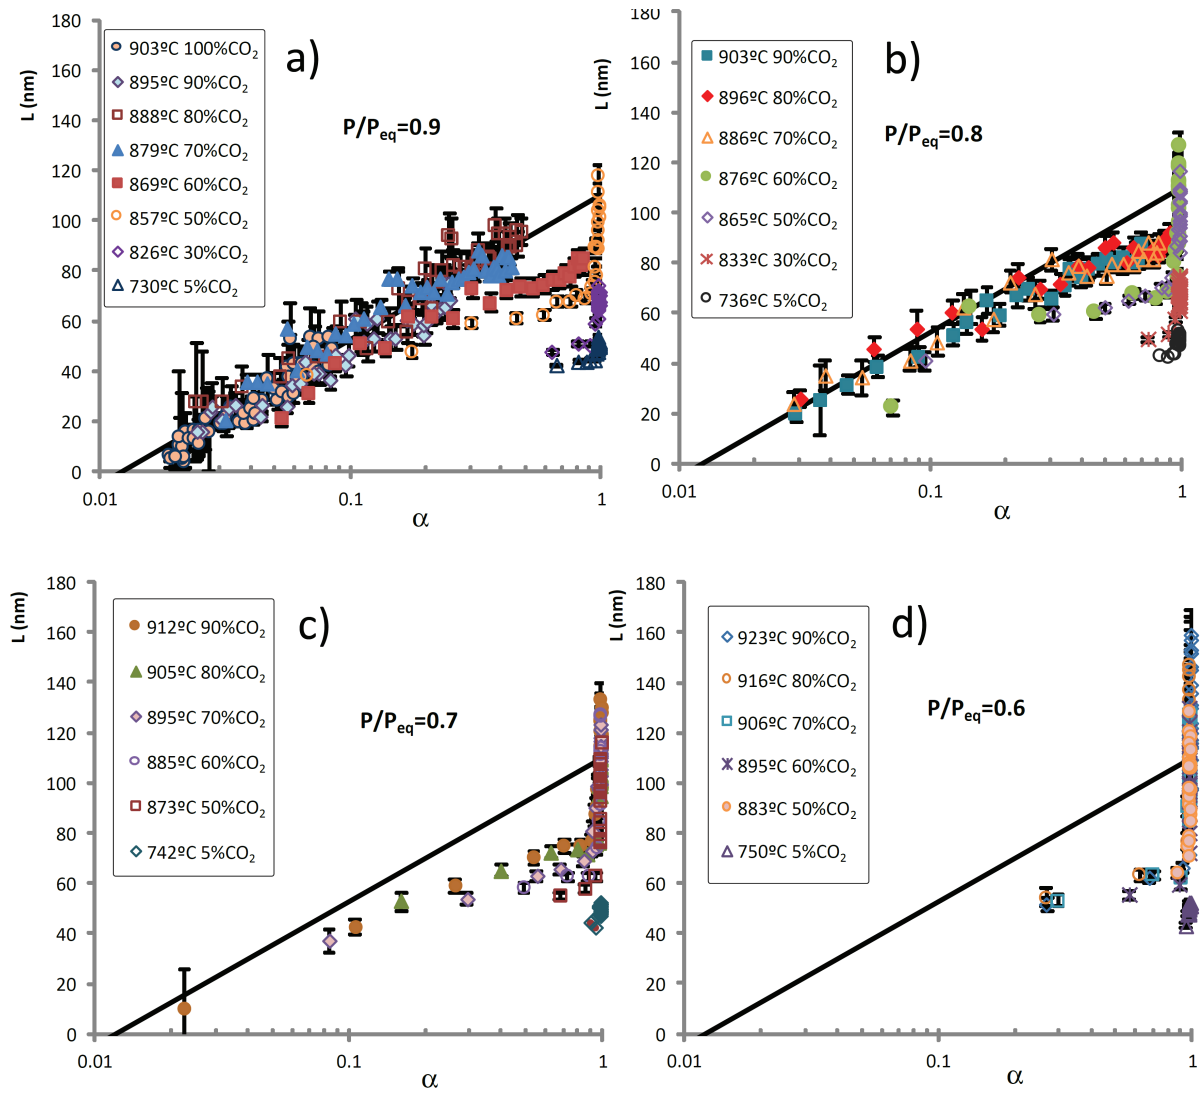 180
160
140
120
100
80
60
40
20
0
L (nm)
903ºC 100%CO2
895ºC 90%CO2
888ºC 80%CO2
879ºC 70%CO2
869ºC 60%CO2
857ºC 50%CO2
826ºC 30%CO2
730ºC 5%CO2
a)
P/Peq=0.9
0.01
0.1
1
α
180
160
140
120
100
80
60
40
20
0
L (nm)
903ºC 90%CO2
896ºC 80%CO2
886ºC 70%CO2
876ºC 60%CO2
865ºC 50%CO2
833ºC 30%CO2
736ºC 5%CO2
b)
P/Peq=0.8
0.01
0.1
1
α
180
160
140
120
100
80
60
40
20
0
L (nm)
912ºC 90%CO2
905ºC 80%CO2
895ºC 70%CO2
885ºC 60%CO2
873ºC 50%CO2
742ºC 5%CO2
c)
P/Peq=0.7
0.01
0.1
1
α
180
160
140
120
100
80
60
40
20
0
L (nm)
923ºC 90%CO2
916ºC 80%CO2
906ºC 70%CO2
895ºC 60%CO2
883ºC 50%CO2
750ºC 5%CO2
d)
P/Peq=0.6
0.01
0.1
1
α